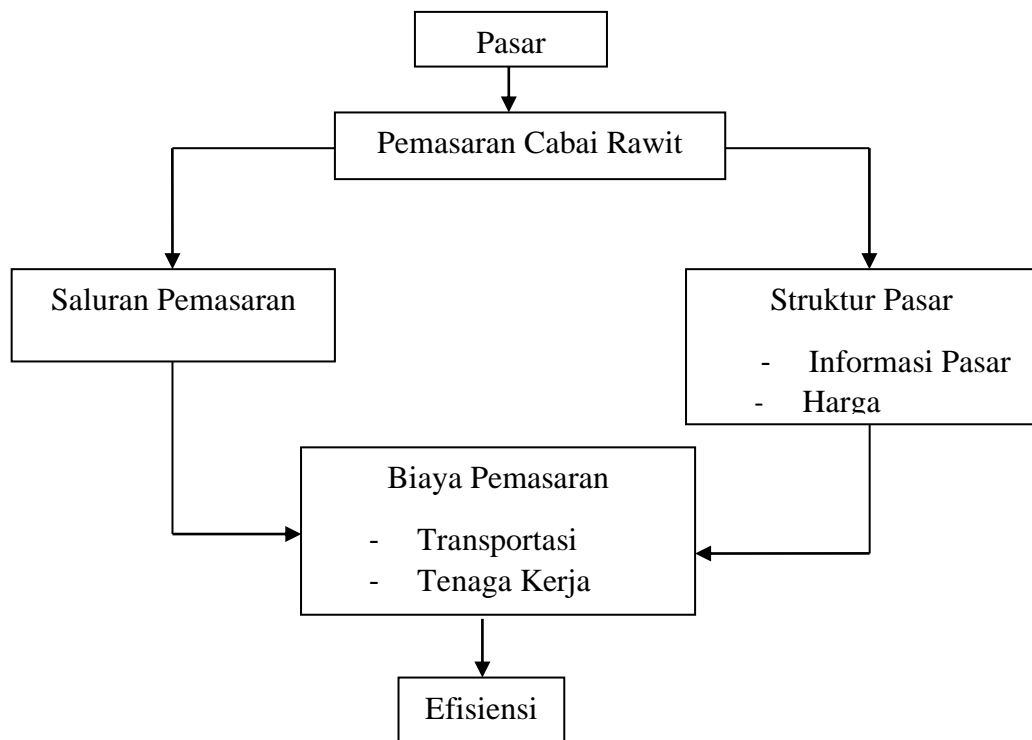 Pasar
Pemasaran Cabai Rawit
Saluran Pemasaran
Struktur Pasar
- Informasi Pasar
- Harga
Biaya Pemasaran
- Transportasi
- Tenaga Kerja
Efisiensi